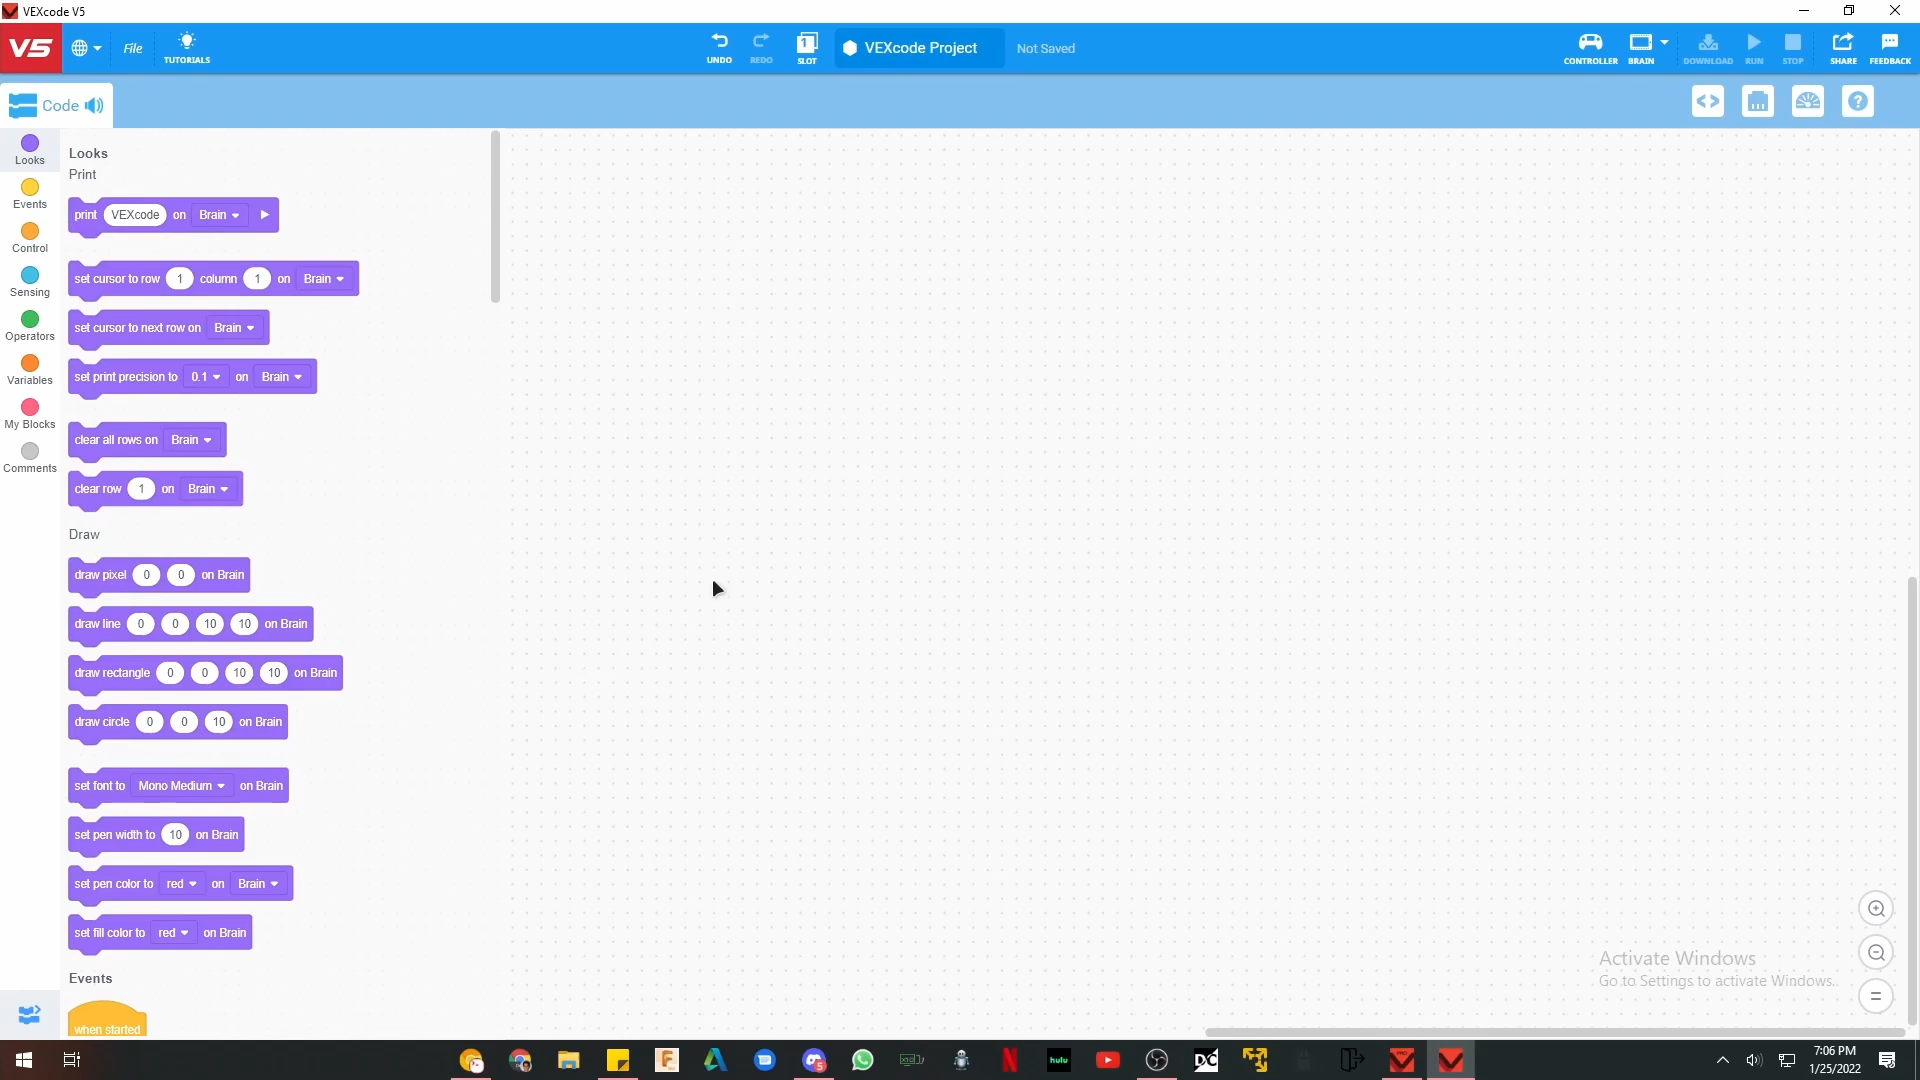 VEXcode V5
V5 File TUTORIALS UNDO REDO 1 SLOT VEXcode Project Not Saved CONTROLLER BRAIN DOWNLOAD RUN STOP SHARE FEEDBACK
Code
Looks
Events
Control
Sensing
Operators
Variables
My Blocks
Comments
Looks
Print
print VEXcode on Brain
set cursor to row 1 column 1 on Brain
set cursor to next row on Brain
set print precision to 0.1 on Brain
clear all rows on Brain
clear row 1 on Brain
Draw
draw pixel 0 0 on Brain
draw line 0 0 10 10 on Brain
draw rectangle 0 0 10 10 on Brain
draw circle 0 0 10 on Brain
set font to Mono Medium on Brain
set pen width to 10 on Brain
set pen color to red on Brain
set fill color to red on Brain
Events
when started
Activate Windows
Go to Settings to activate Windows.
hulu
DC
7:06 PM
1/25/2022